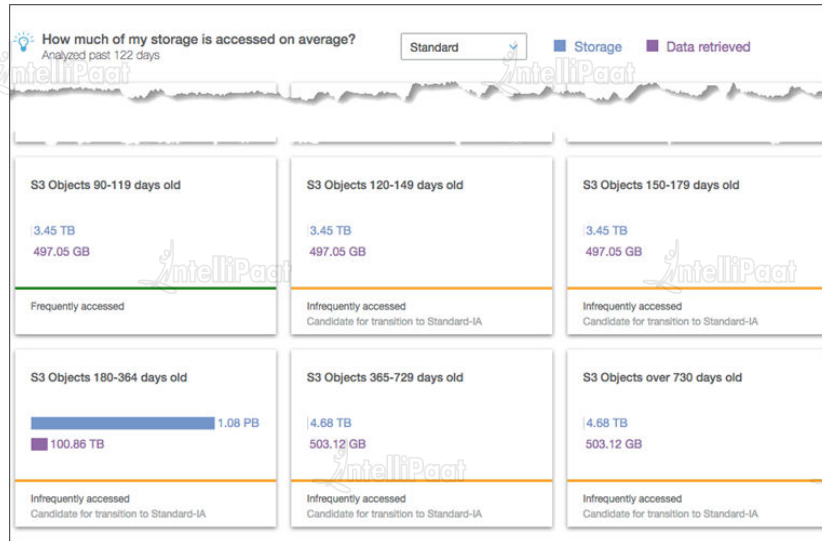 How much of my storage is accessed on average?
Analyzed past 122 days
Standard
Storage
Data retrieved
S3 Objects 90-119 days old
3.45 TB
497.05 GB
Frequently accessed
S3 Objects 120-149 days old
3.45 TB
497.05 GB
Infrequently accessed
Candidate for transition to Standard-IA
S3 Objects 150-179 days old
3.45 TB
497.05 GB
Infrequently accessed
Candidate for transition to Standard-IA
S3 Objects 180-364 days old
1.08 PB
100.86 TB
Infrequently accessed
Candidate for transition to Standard-IA
S3 Objects 365-729 days old
4.68 TB
503.12 GB
Infrequently accessed
Candidate for transition to Standard-IA
S3 Objects over 730 days old
4.68 TB
503.12 GB
Infrequently accessed
Candidate for transition to Standard-IA
IntelliPaat
IntelliPaat
IntelliPaat
IntelliPaat
IntelliPaat